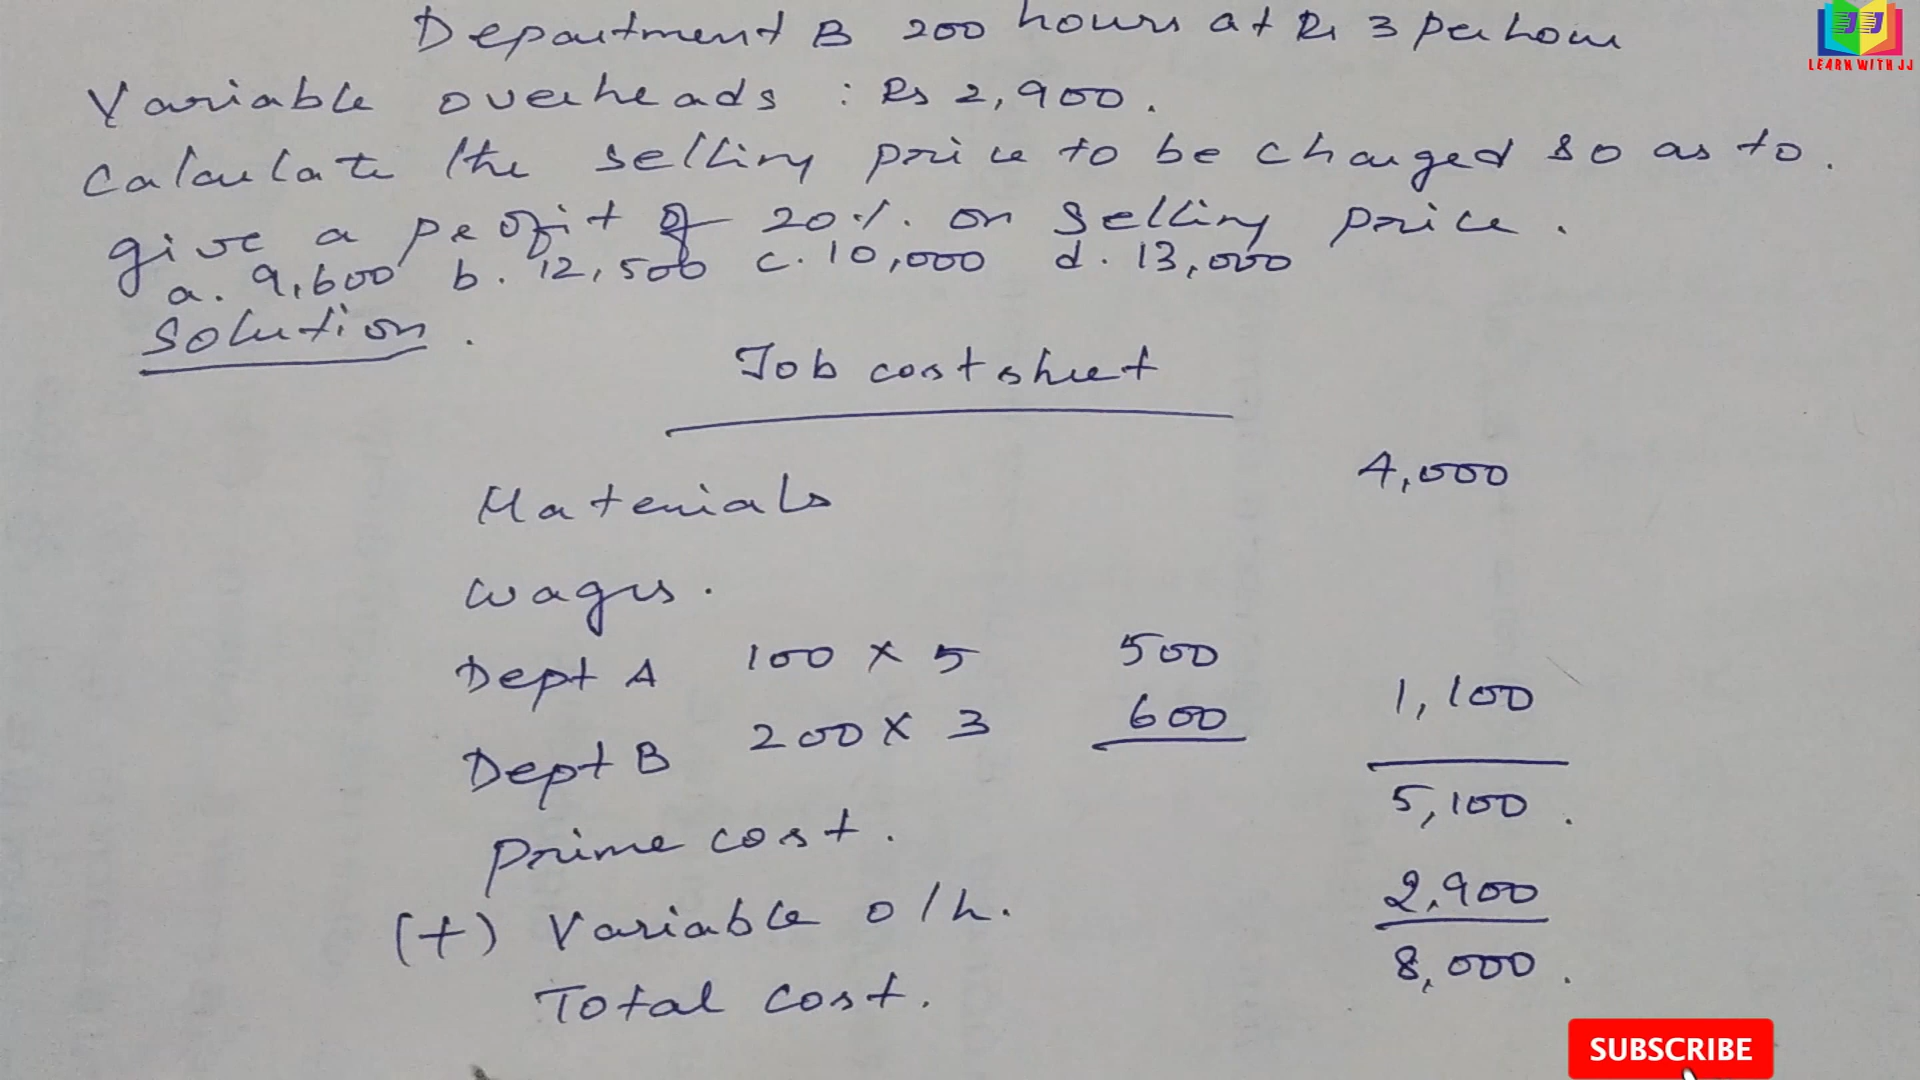 Department B 200 hours at Rs 3 per hour
Variable overheads : Rs 2,900.
Calculate the selling price to be charged so as to.
give a profit of 20%. on selling price.
a. 9,600 b. 12,500 c. 10,000 d. 13,000
Solution.
Job cost sheet
Materials 4,000
wages.
Dept A 100 × 5 500
Dept B 200 × 3 600 1,100
Prime cost. 5,100.
(+) Variable o/h. 2,900
Total cost. 8,000.
JJ
LEARN WITH JJ
SUBSCRIBE